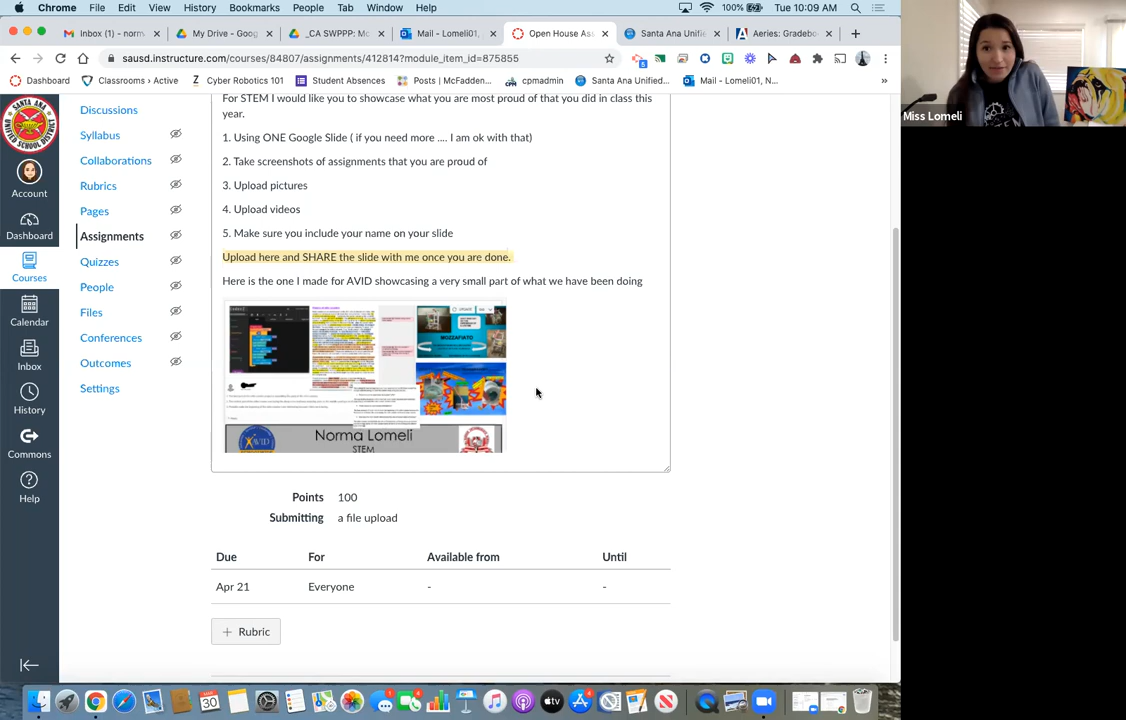 Chrome File Edit View History Bookmarks People Tab Window Help
100% Tue 10:09 AM
Inbox (1) - norm
My Drive - Goog
_CA SWPPP: M
Mail - Lomeli01,
Open House Ass
Santa Ana Unifie
Aeries: Gradebo
sausd.instructure.com/courses/84807/assignments/412814?module_item_id=875855
Dashboard
Classrooms › Active
Cyber Robotics 101
Student Absences
Posts | McFadden...
cpmadmin
Santa Ana Unified...
Mail - Lomeli01, N...
»
Account
Dashboard
Courses
Calendar
Inbox
History
Commons
Help
Discussions
Syllabus
Collaborations
Rubrics
Pages
Assignments
Quizzes
People
Files
Conferences
Outcomes
Settings
For STEM I would like you to showcase what you are most proud of that you did in class this
year.
1. Using ONE Google Slide ( if you need more .... I am ok with that)
2. Take screenshots of assignments that you are proud of
3. Upload pictures
4. Upload videos
5. Make sure you include your name on your slide
Upload here and SHARE the slide with me once you are done.
Here is the one I made for AVID showcasing a very small part of what we have been doing
MOZZAFIATO
AVID
Norma Lomeli
STEM
Points 100
Submitting a file upload
Due For Available from Until
Apr 21 Everyone - -
+ Rubric
Miss Lomeli
30
tv